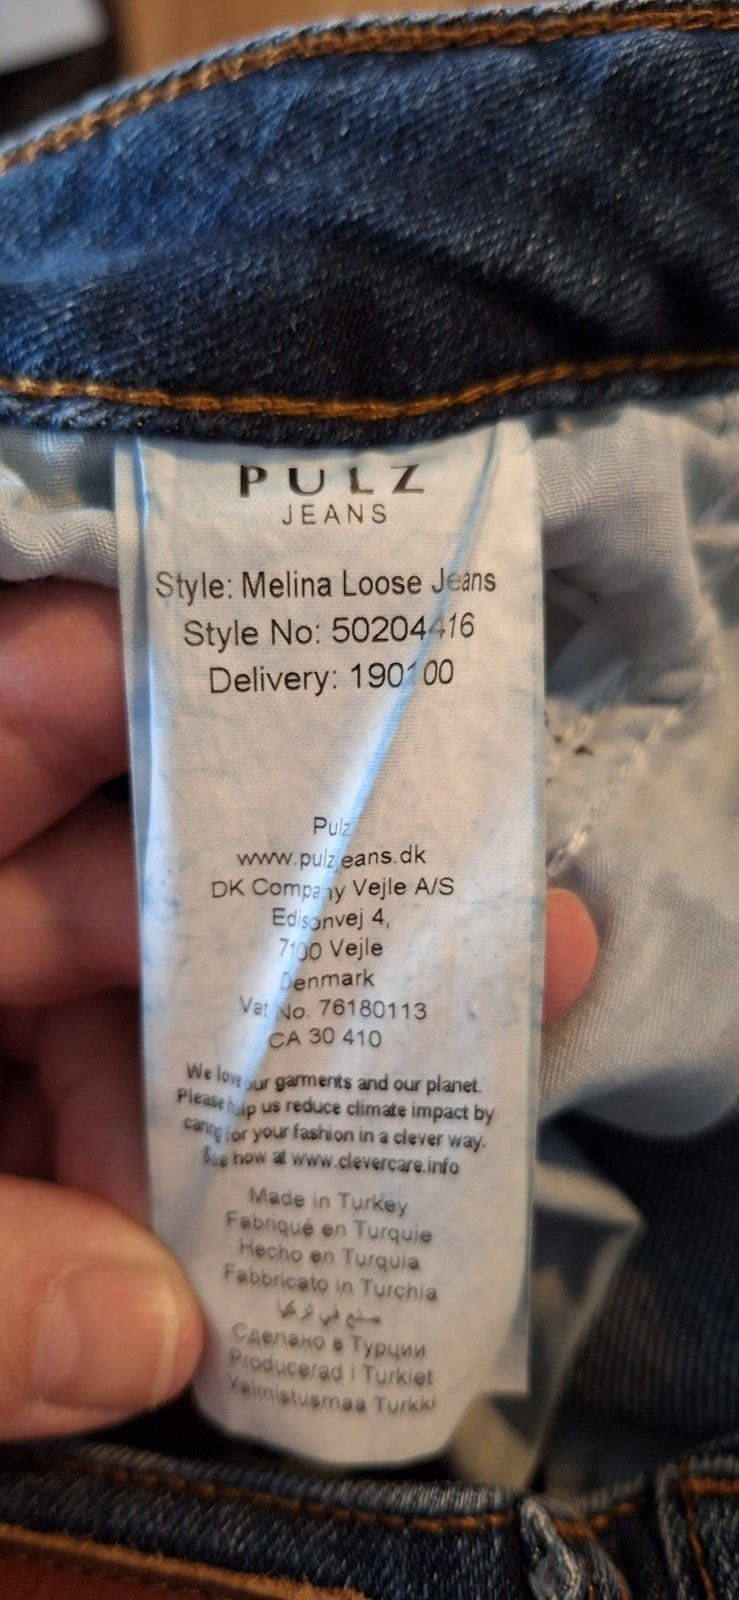 PULZ
JEANS
Style: Melina Loose Jeans
Style No: 50204416
Delivery: 190100
Pulz
www.pulzjeans.dk
DK Company Vejle A/S
Edisonvej 4,
7100 Vejle
Denmark
Vat No. 76180113
CA 30 410
We love our garments and our planet.
Please help us reduce climate impact by
caring for your fashion in a clever way.
See how at www.clevercare.info
Made in Turkey
Fabriqué en Turquie
Hecho en Turquia
Fabbricato in Turchia
صنع في تركيا
Сделано в Турции
Producerad i Turkiet
Valmistusmaa Turkki